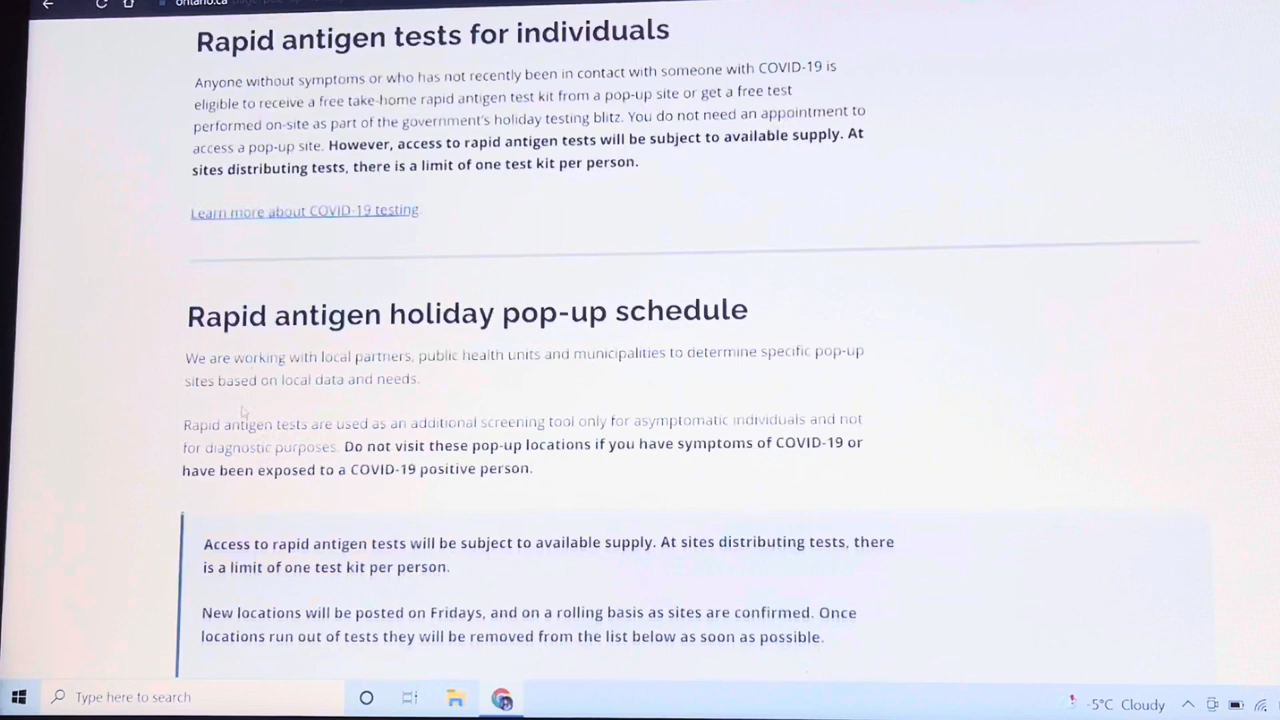 ontario.ca
Rapid antigen tests for individuals
Anyone without symptoms or who has not recently been in contact with someone with COVID-19 is
eligible to receive a free take-home rapid antigen test kit from a pop-up site or get a free test
performed on-site as part of the government's holiday testing blitz. You do not need an appointment to
access a pop-up site. However, access to rapid antigen tests will be subject to available supply. At
sites distributing tests, there is a limit of one test kit per person.
Learn more about COVID-19 testing.
Rapid antigen holiday pop-up schedule
We are working with local partners, public health units and municipalities to determine specific pop-up
sites based on local data and needs.
Rapid antigen tests are used as an additional screening tool only for asymptomatic individuals and not
for diagnostic purposes. Do not visit these pop-up locations if you have symptoms of COVID-19 or
have been exposed to a COVID-19 positive person.
Access to rapid antigen tests will be subject to available supply. At sites distributing tests, there
is a limit of one test kit per person.
New locations will be posted on Fridays, and on a rolling basis as sites are confirmed. Once
locations run out of tests they will be removed from the list below as soon as possible.
Type here to search
-5°C Cloudy